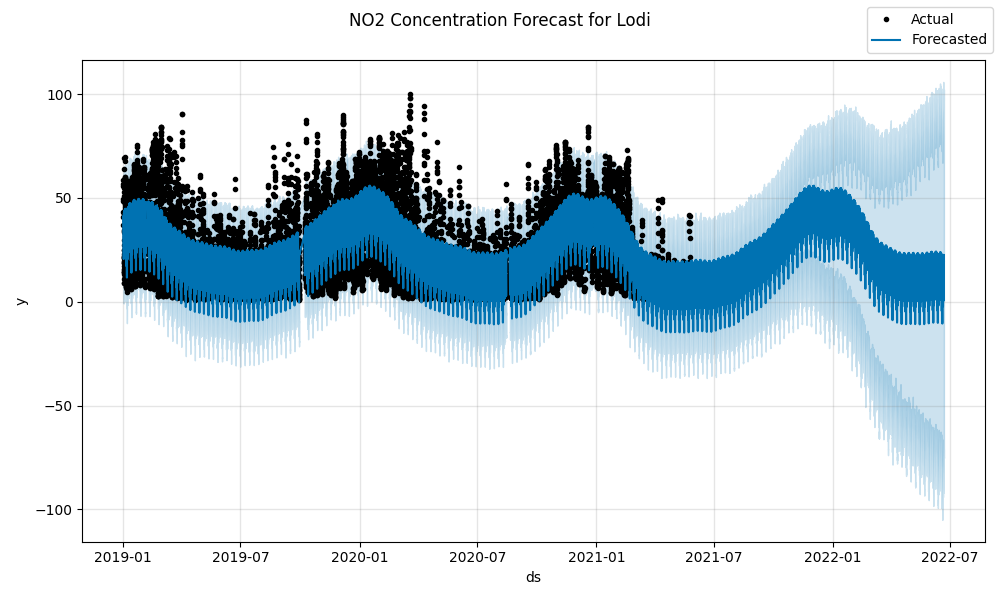 NO2 Concentration Forecast for Lodi
Actual
Forecasted
y
100
50
0
−50
−100
2019-01 2019-07 2020-01 2020-07 2021-01 2021-07 2022-01 2022-07
ds